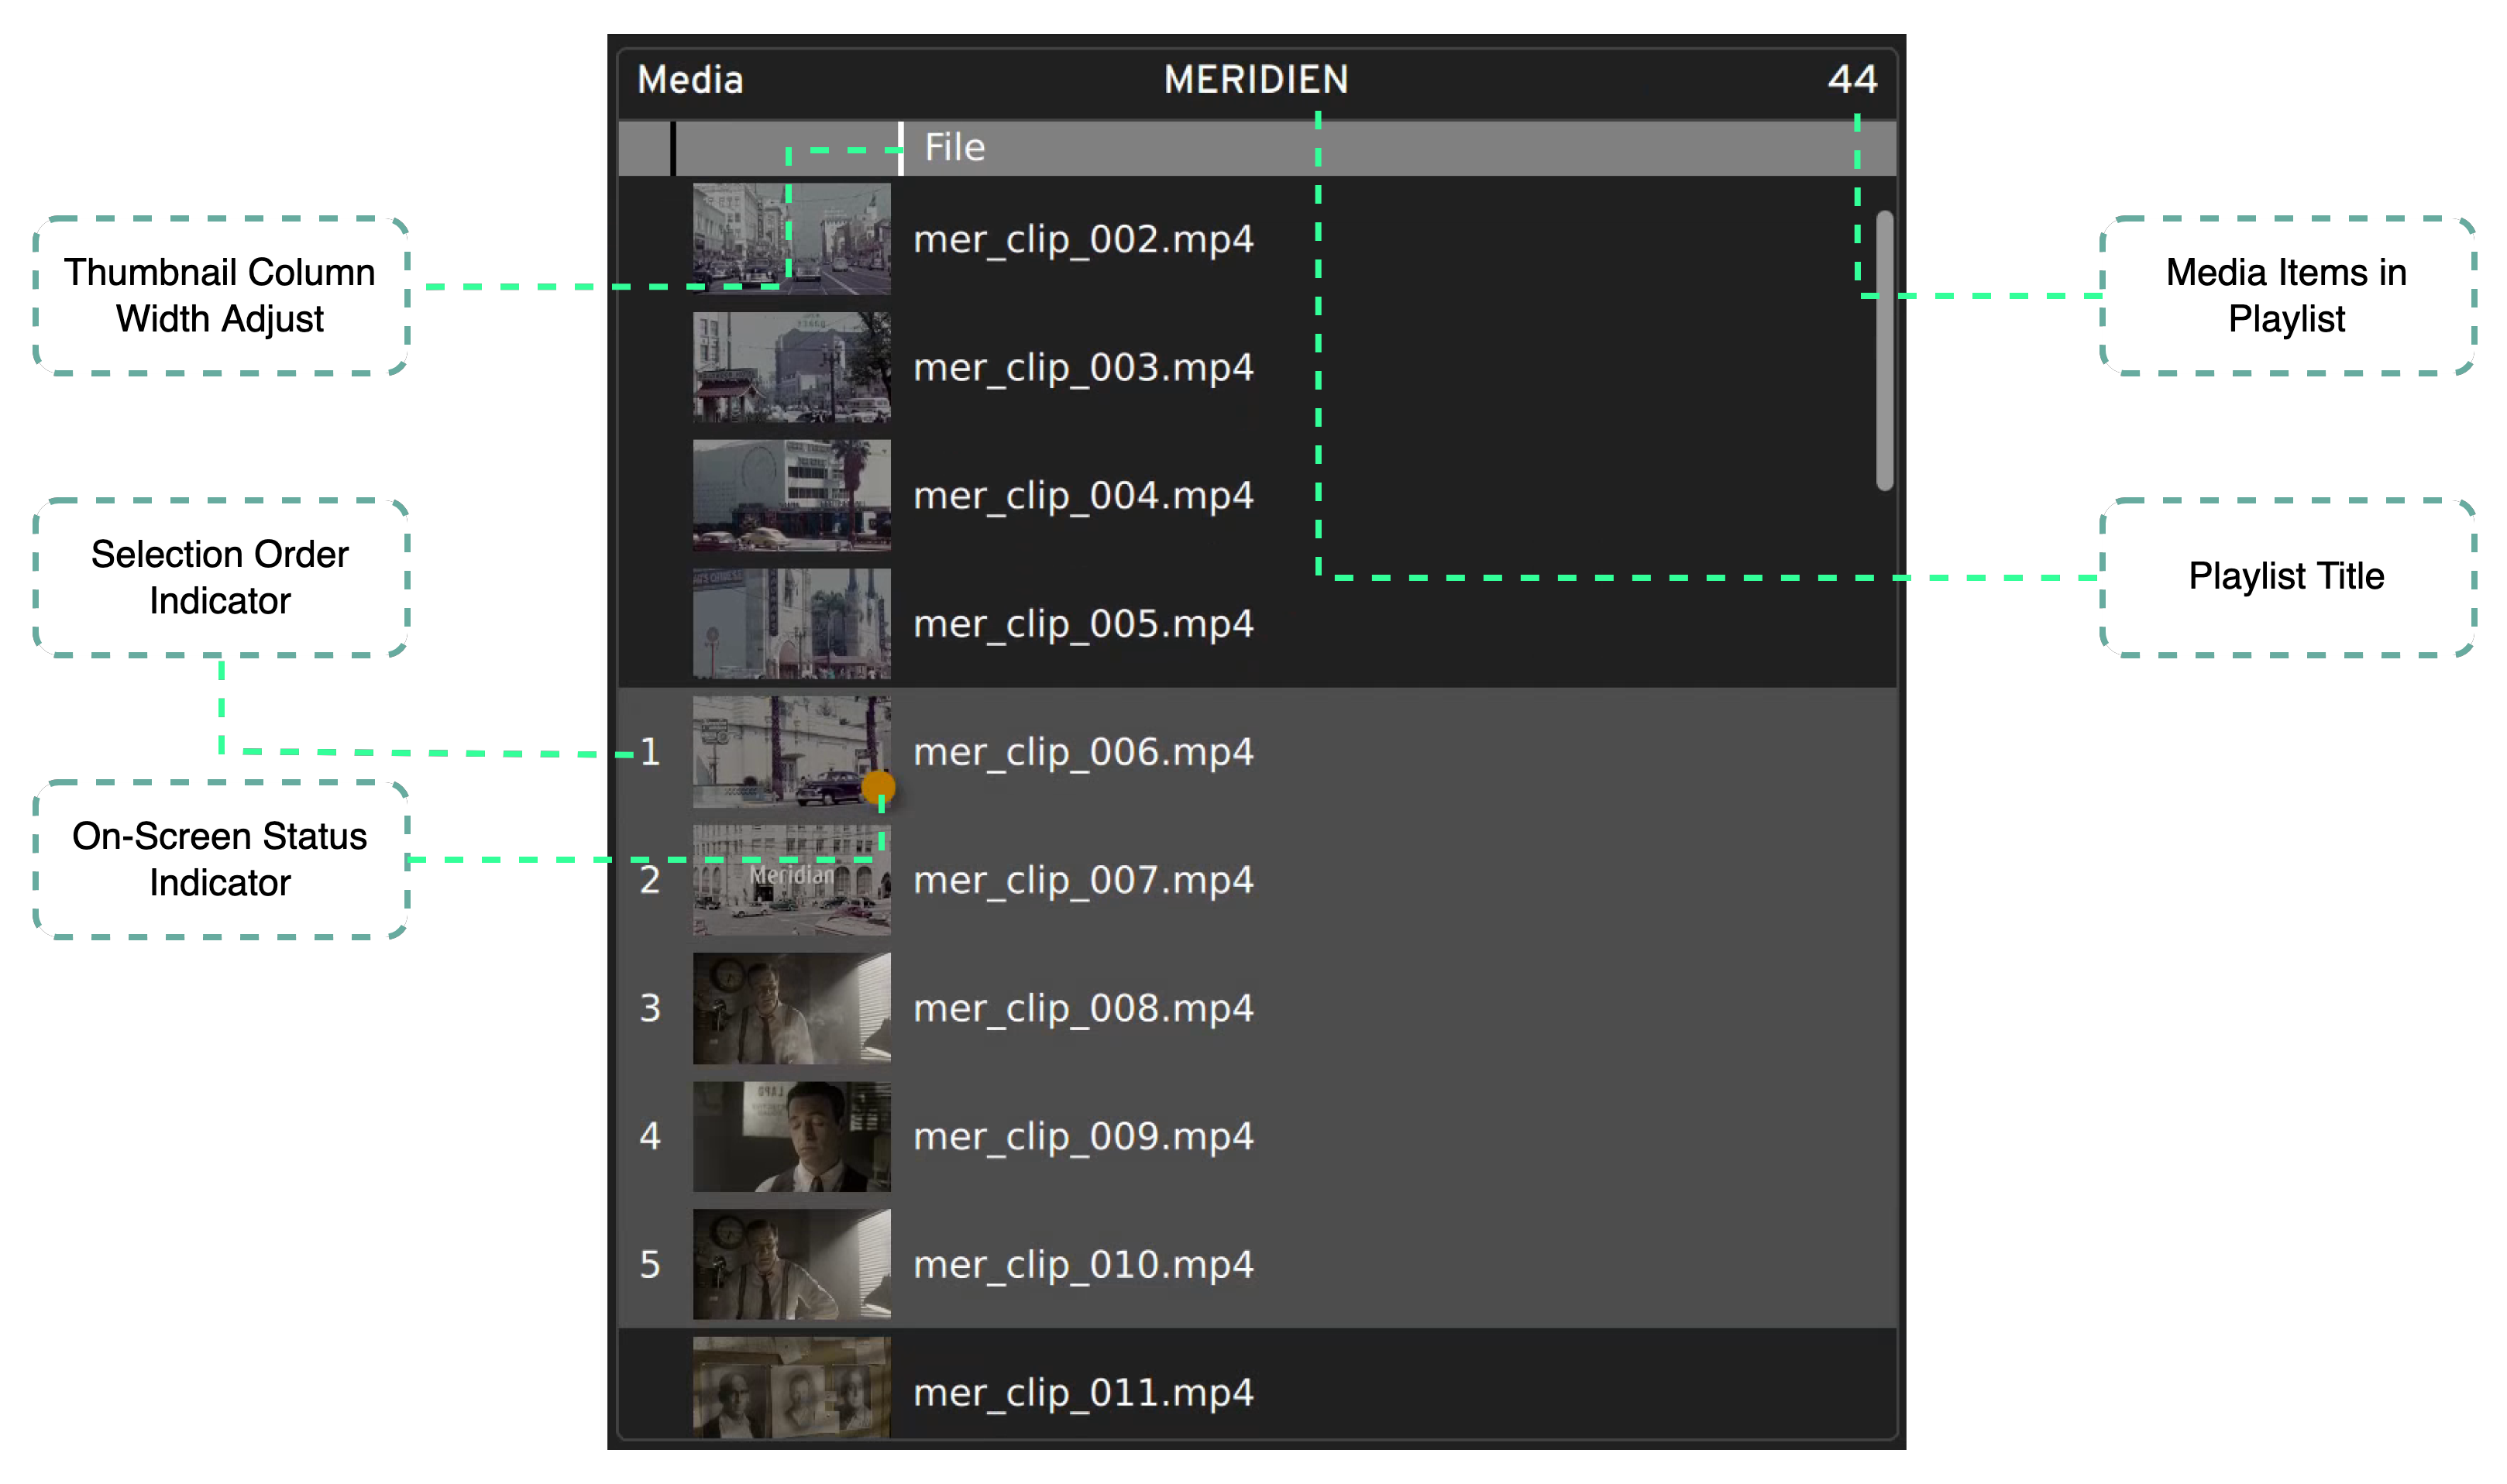 Media MERIDIEN 44
File
mer_clip_002.mp4
Thumbnail Column
Width Adjust
Media Items in
Playlist
mer_clip_003.mp4
mer_clip_004.mp4
Selection Order
Indicator
Playlist Title
mer_clip_005.mp4
1 mer_clip_006.mp4
On-Screen Status
Indicator
2 Meridian mer_clip_007.mp4
3 mer_clip_008.mp4
4 mer_clip_009.mp4
5 mer_clip_010.mp4
mer_clip_011.mp4